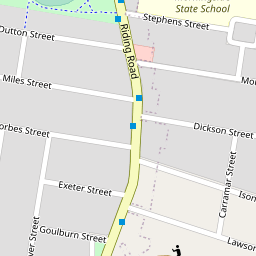 State School
Stephens Street
Dutton Street
Riding Road
Miles Street
Dickson Street
Street
Carramar Street
Exeter Street
Street
Goulburn Street